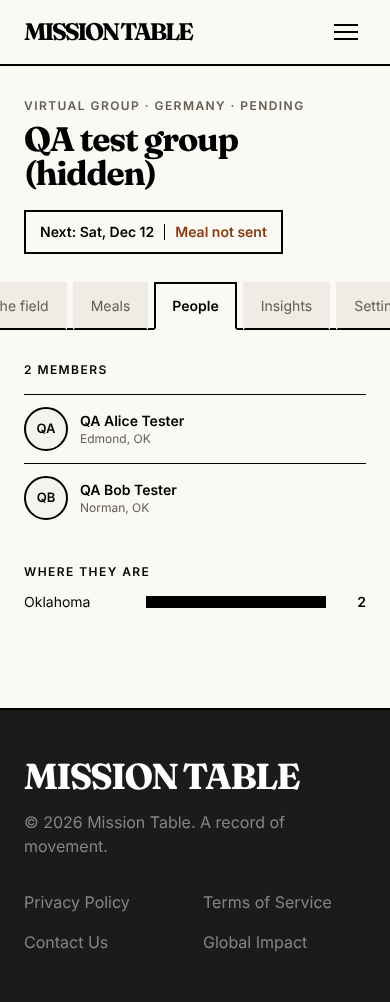 MISSION TABLE
VIRTUAL GROUP · GERMANY · PENDING
QA test group
(hidden)
Next: Sat, Dec 12 | Meal not sent
he field Meals People Insights Settin
2 MEMBERS
QA QA Alice Tester
Edmond, OK
QB QA Bob Tester
Norman, OK
WHERE THEY ARE
Oklahoma 2
MISSION TABLE
© 2026 Mission Table. A record of
movement.
Privacy Policy Terms of Service
Contact Us Global Impact